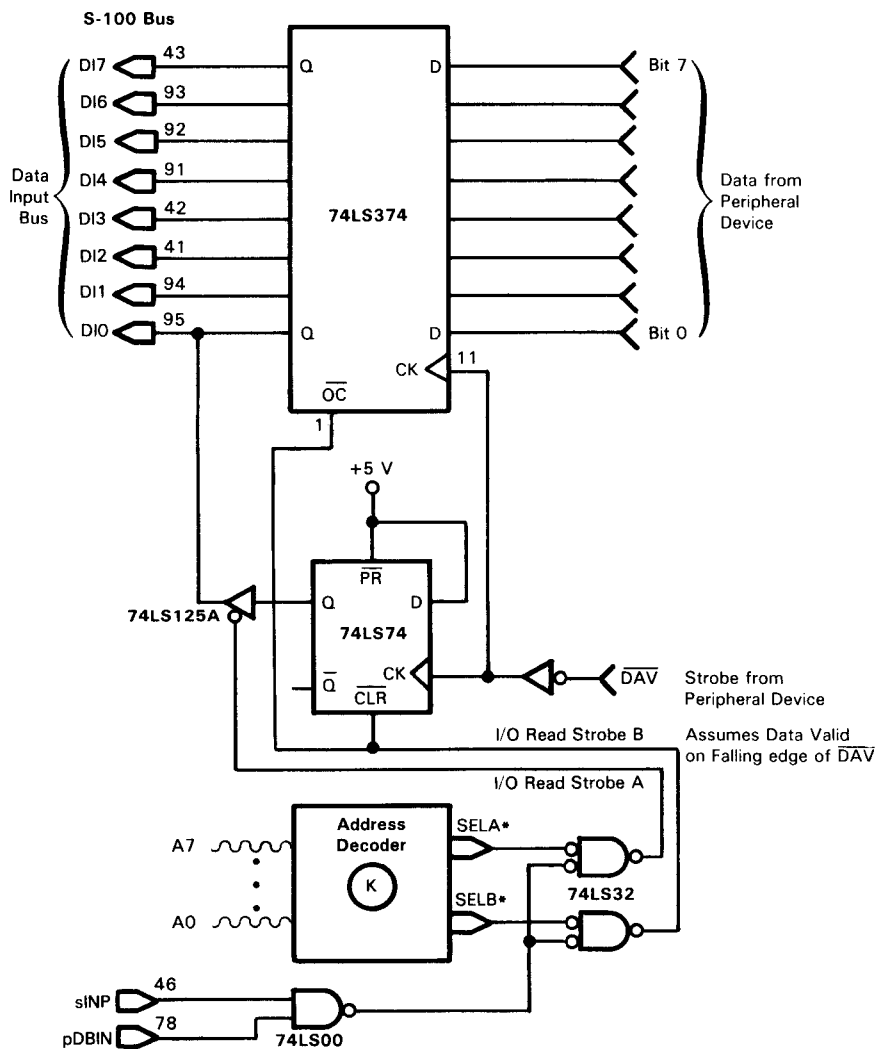 S-100 Bus
DI7 43 Q D Bit 7
DI6 93
DI5 92
DI4 91
DI3 42
DI2 41
DI1 94
DI0 95 Q D Bit 0
Data
Input
Bus
74LS374
Data from
Peripheral
Device
CK 11
OC
1
+5 V
PR
Q D
74LS125A
74LS74
Q CK
CLR
DAV
Strobe from
Peripheral Device
I/O Read Strobe B
Assumes Data Valid
on Falling edge of DAV
I/O Read Strobe A
Address
Decoder
K
A7
A0
SELA*
SELB*
74LS32
sINP 46
pDBIN 78
74LS00